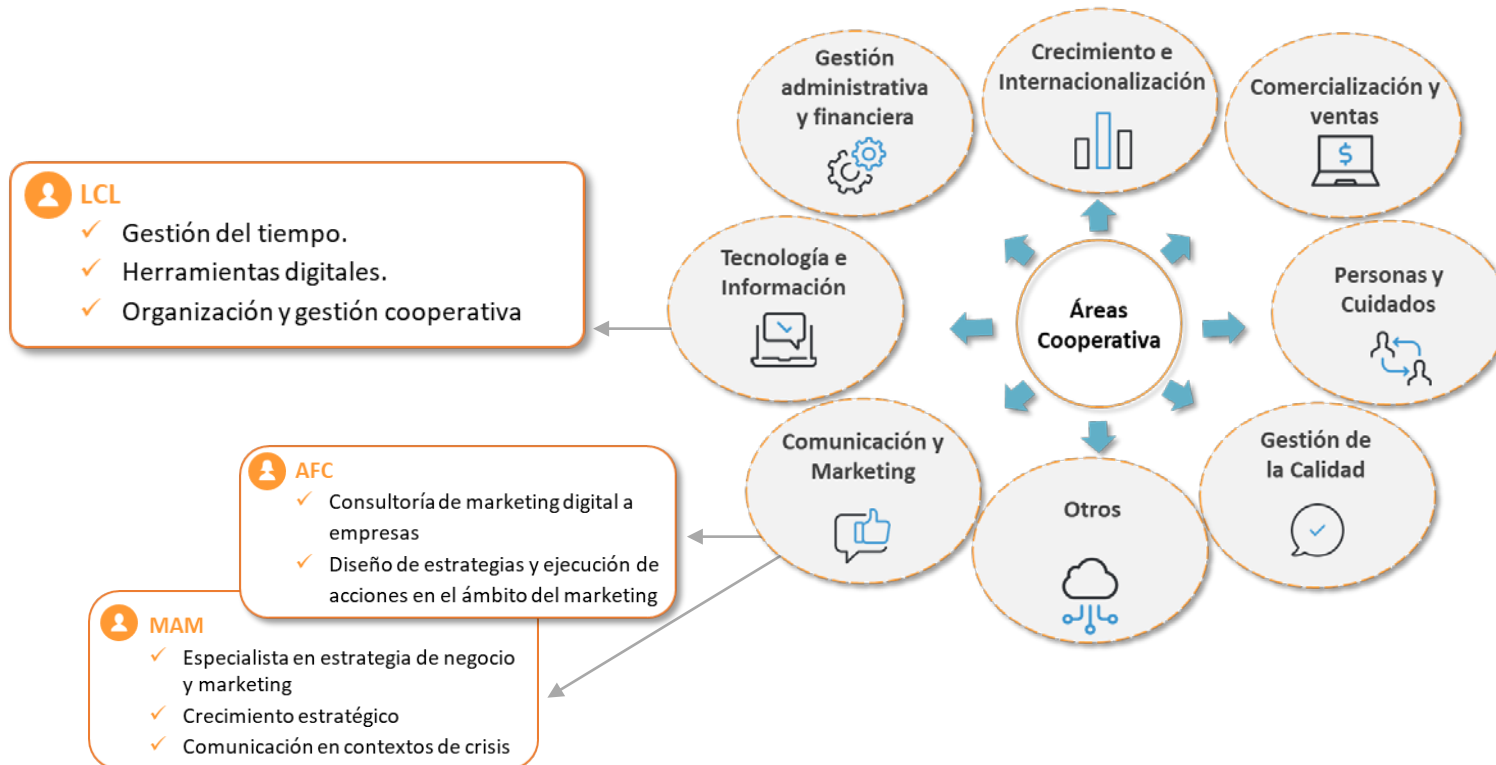 Gestión
administrativa
y financiera
Crecimiento e
Internacionalización
Comercialización y
ventas
$
LCL
Gestión del tiempo.
Herramientas digitales.
Organización y gestión cooperativa
Tecnología e
Información
Áreas
Cooperativa
Personas y
Cuidados
Comunicación y
Marketing
Otros
Gestión de
la Calidad
AFC
Consultoría de marketing digital a
empresas
Diseño de estrategias y ejecución de
acciones en el ámbito del marketing
MAM
Especialista en estrategia de negocio
y marketing
Crecimiento estratégico
Comunicación en contextos de crisis